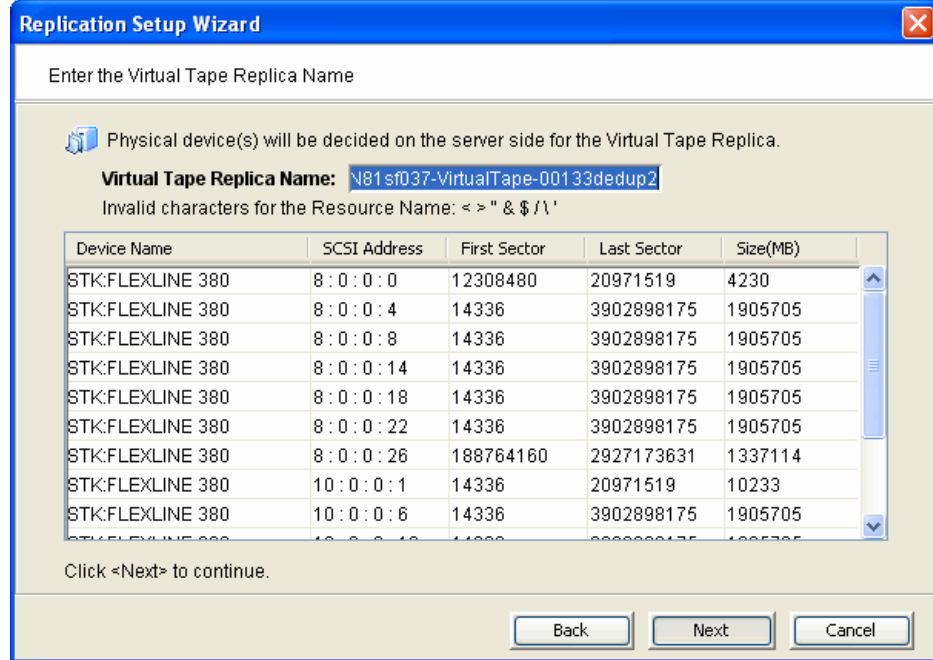 Replication Setup Wizard
Enter the Virtual Tape Replica Name
Physical device(s) will be decided on the server side for the Virtual Tape Replica.
Virtual Tape Replica Name: N81sf037-VirtualTape-00133dedup2
Invalid characters for the Resource Name: < > " & $ / \ '
Device Name SCSI Address First Sector Last Sector Size(MB)
STK:FLEXLINE 380 8 : 0 : 0 : 0 12308480 20971519 4230
STK:FLEXLINE 380 8 : 0 : 0 : 4 14336 3902898175 1905705
STK:FLEXLINE 380 8 : 0 : 0 : 8 14336 3902898175 1905705
STK:FLEXLINE 380 8 : 0 : 0 : 14 14336 3902898175 1905705
STK:FLEXLINE 380 8 : 0 : 0 : 18 14336 3902898175 1905705
STK:FLEXLINE 380 8 : 0 : 0 : 22 14336 3902898175 1905705
STK:FLEXLINE 380 8 : 0 : 0 : 26 188764160 2927173631 1337114
STK:FLEXLINE 380 10 : 0 : 0 : 1 14336 20971519 10233
STK:FLEXLINE 380 10 : 0 : 0 : 6 14336 3902898175 1905705
Click <Next> to continue.
Back Next Cancel